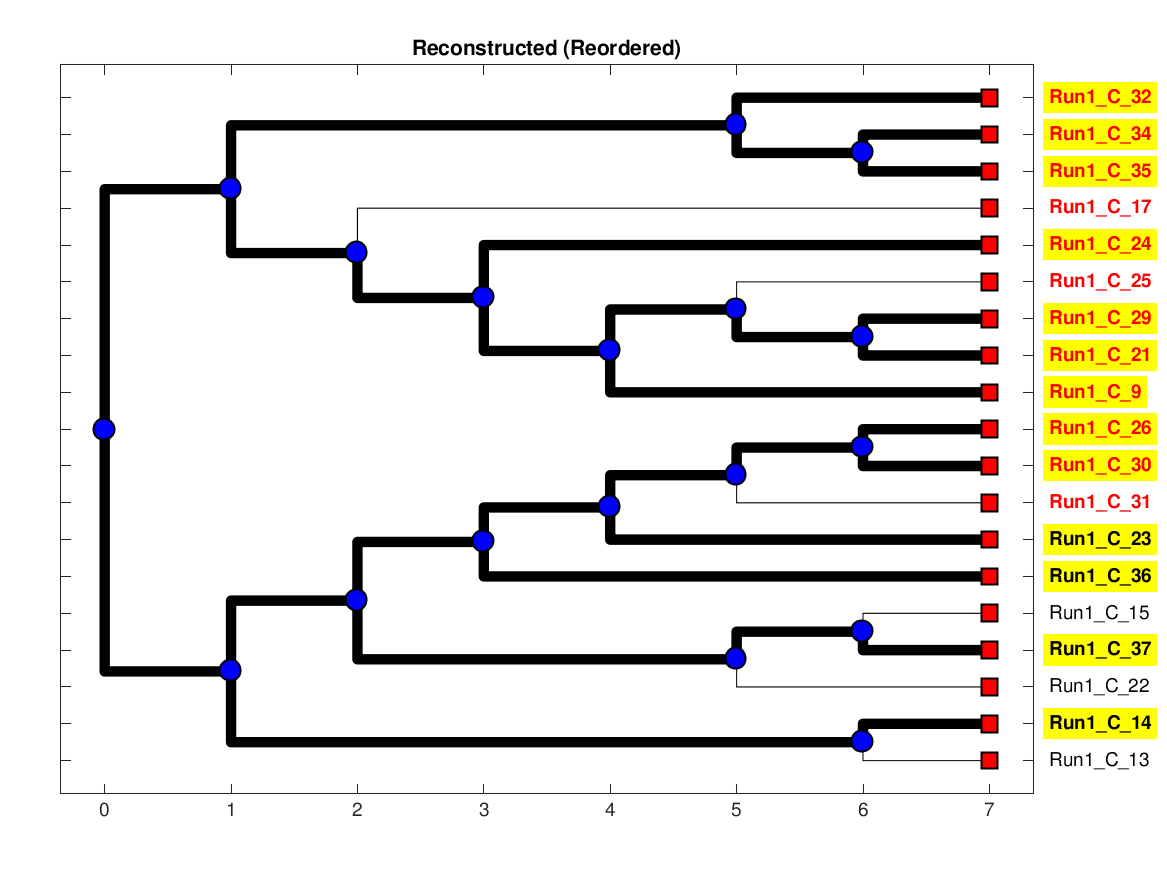 Reconstructed (Reordered)
Run1_C_32
Run1_C_34
Run1_C_35
Run1_C_17
Run1_C_24
Run1_C_25
Run1_C_29
Run1_C_21
Run1_C_9
Run1_C_26
Run1_C_30
Run1_C_31
Run1_C_23
Run1_C_36
Run1_C_15
Run1_C_37
Run1_C_22
Run1_C_14
Run1_C_13
0 1 2 3 4 5 6 7